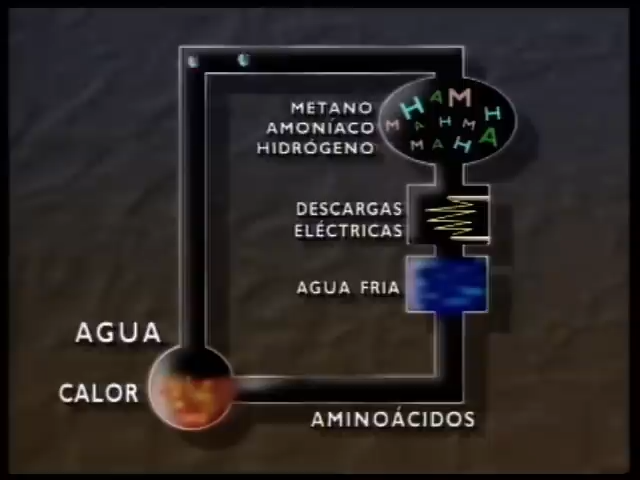 METANO
AMONÍACO
HIDRÓGENO
H A M
M A H M H
M A H A
DESCARGAS
ELÉCTRICAS
AGUA FRIA
AGUA
CALOR
AMINOÁCIDOS